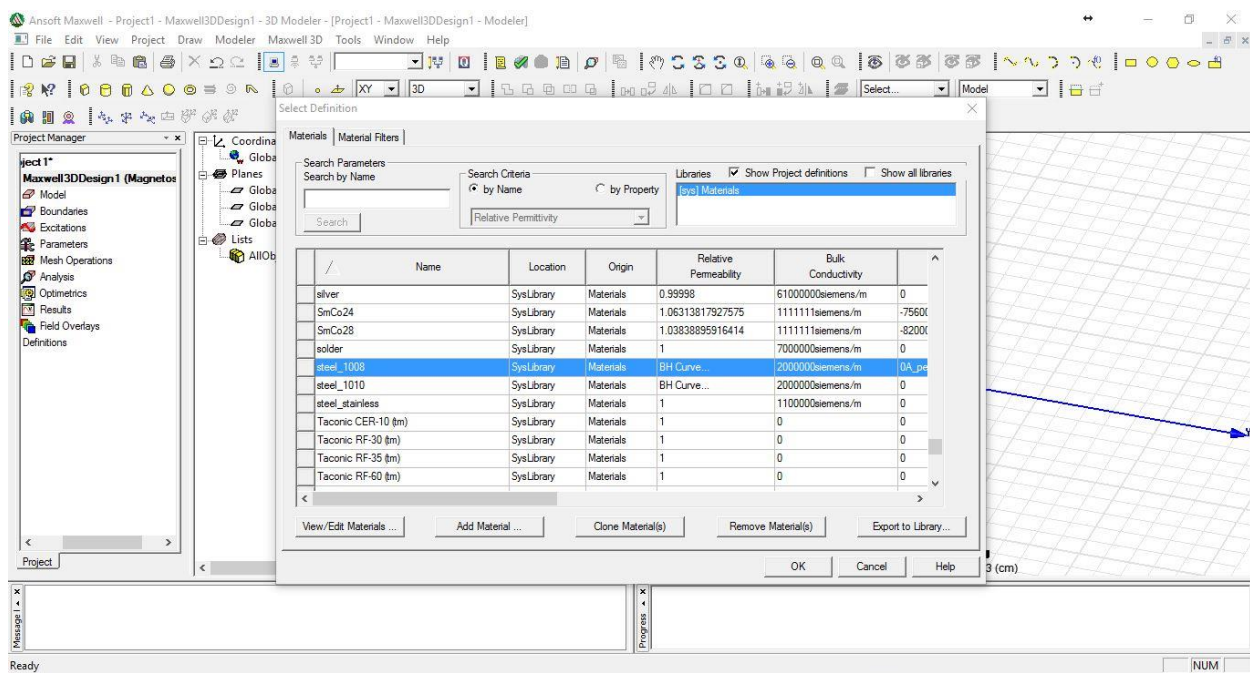 Ansoft Maxwell - Project1 - Maxwell3DDesign1 - 3D Modeler - [Project1 - Maxwell3DDesign1 - Modeler]
File Edit View Project Draw Modeler Maxwell 3D Tools Window Help
XY 3D Select... Model
Project Manager
ject1*
Maxwell3DDesign1 (Magnetos
Model
Boundaries
Excitations
Parameters
Mesh Operations
Analysis
Optimetrics
Results
Field Overlays
Definitions
Project
Coordina
Globa
Planes
Globa
Globa
Globa
Lists
AllOb
Select Definition
Materials Material Filters
Search Parameters
Search by Name
Search
Search Criteria
by Name by Property
Relative Permittivity
Libraries Show Project definitions Show all libraries
[sys] Materials
/ Name Location Origin Relative Permeability Bulk Conductivity
silver SysLibrary Materials 0.99998 61000000siemens/m 0
SmCo24 SysLibrary Materials 1.06313817927575 1111111siemens/m -7560(
SmCo28 SysLibrary Materials 1.03838895916414 1111111siemens/m -8200(
solder SysLibrary Materials 1 7000000siemens/m 0
steel_1008 SysLibrary Materials BH Curve... 2000000siemens/m 0A_pe
steel_1010 SysLibrary Materials BH Curve... 2000000siemens/m 0
steel_stainless SysLibrary Materials 1 1100000siemens/m 0
Taconic CER-10 (tm) SysLibrary Materials 1 0 0
Taconic RF-30 (tm) SysLibrary Materials 1 0 0
Taconic RF-35 (tm) SysLibrary Materials 1 0 0
Taconic RF-60 (tm) SysLibrary Materials 1 0 0
View/Edit Materials ... Add Material ... Clone Material(s) Remove Material(s) Export to Library...
OK Cancel Help
3 (cm)
Progress
Ready
NUM